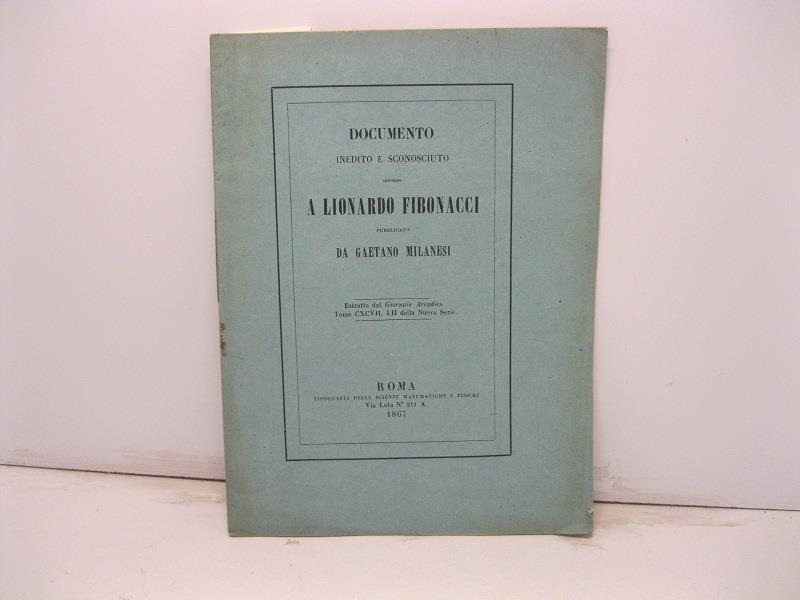 DOCUMENTO
INEDITO E SCONOSCIUTO
INTORNO
A LIONARDO FIBONACCI
PUBBLICATO
DA GAETANO MILANESI
Estratto dal Giornale Arcadico
Tomo CXCVII, LII della Nuova Serie.
ROMA
TIPOGRAFIA DELLE SCIENZE MATEMATICHE E FISICHE
Via Lata N° 211 A.
1867